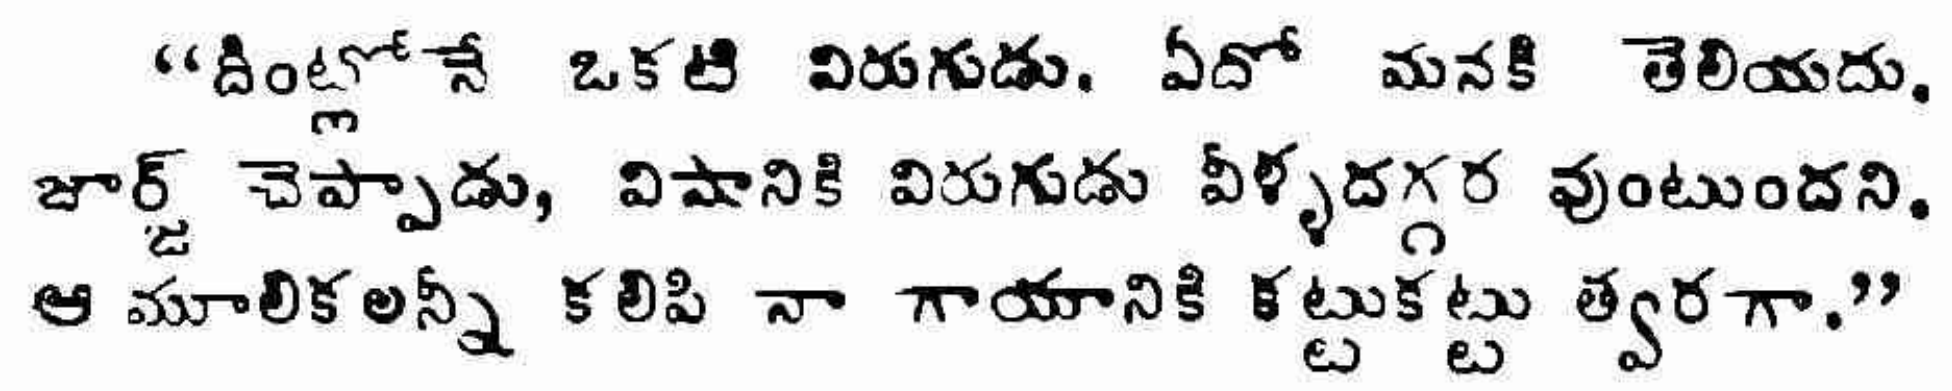 “దీంట్లోనే ఒకటి విరుగుడు. ఏదో మనకి తెలియదు.
జార్జ్ చెప్పాడు, విషానికి విరుగుడు వీళ్ళదగ్గర వుంటుందని.
ఆ మూలికలన్నీ కలిపి నా గాయానికి కట్టుకట్టు త్వరగా.”